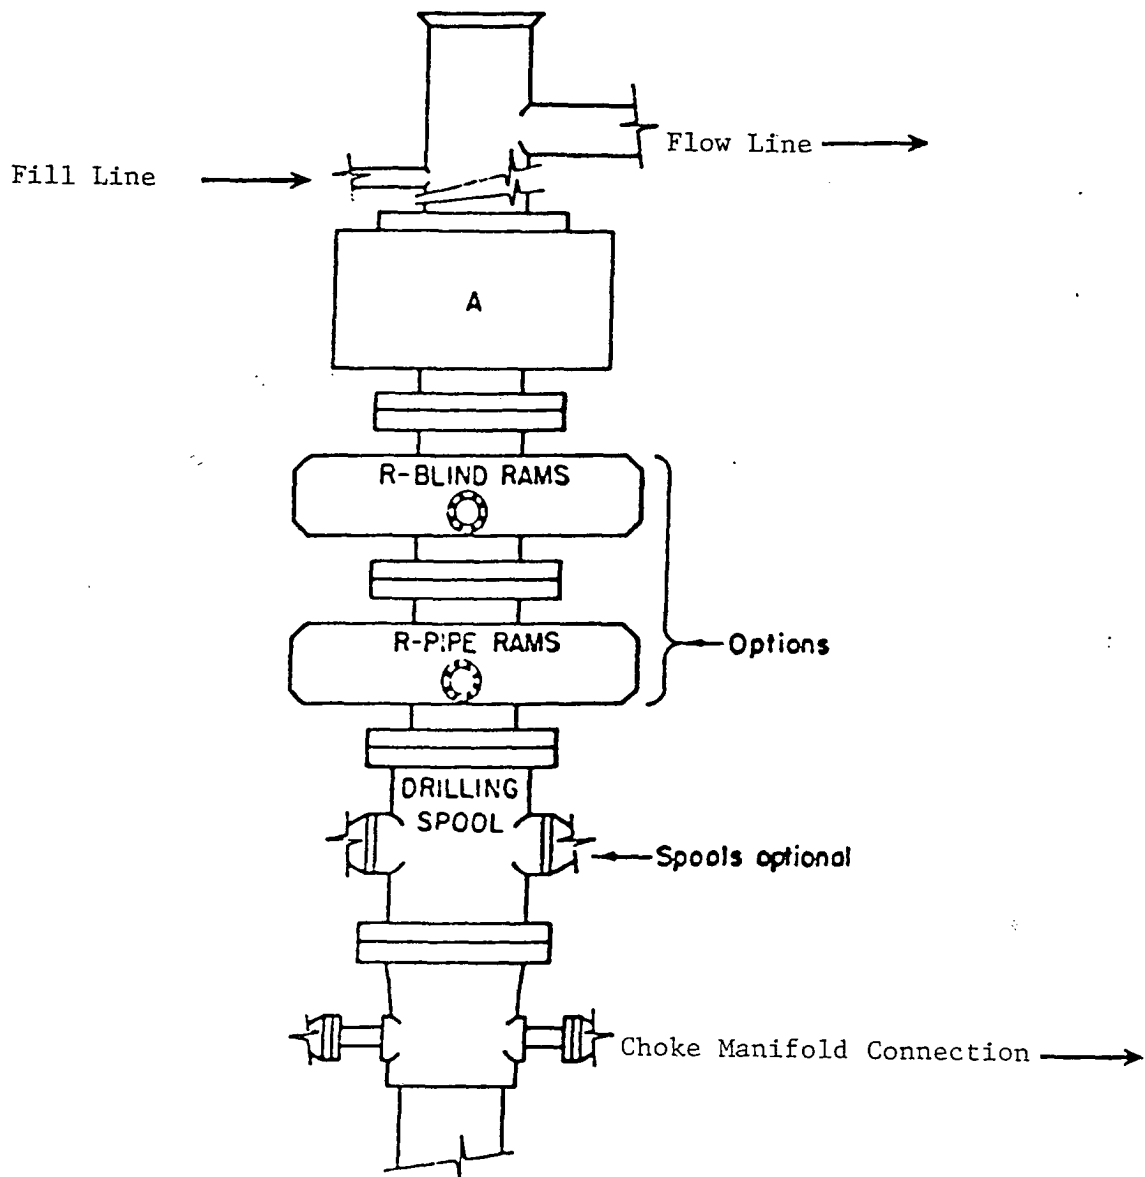 Flow Line
Fill Line
A
R-BLIND RAMS
R-PIPE RAMS
Options
DRILLING
SPOOL
Spools optional
Choke Manifold Connection